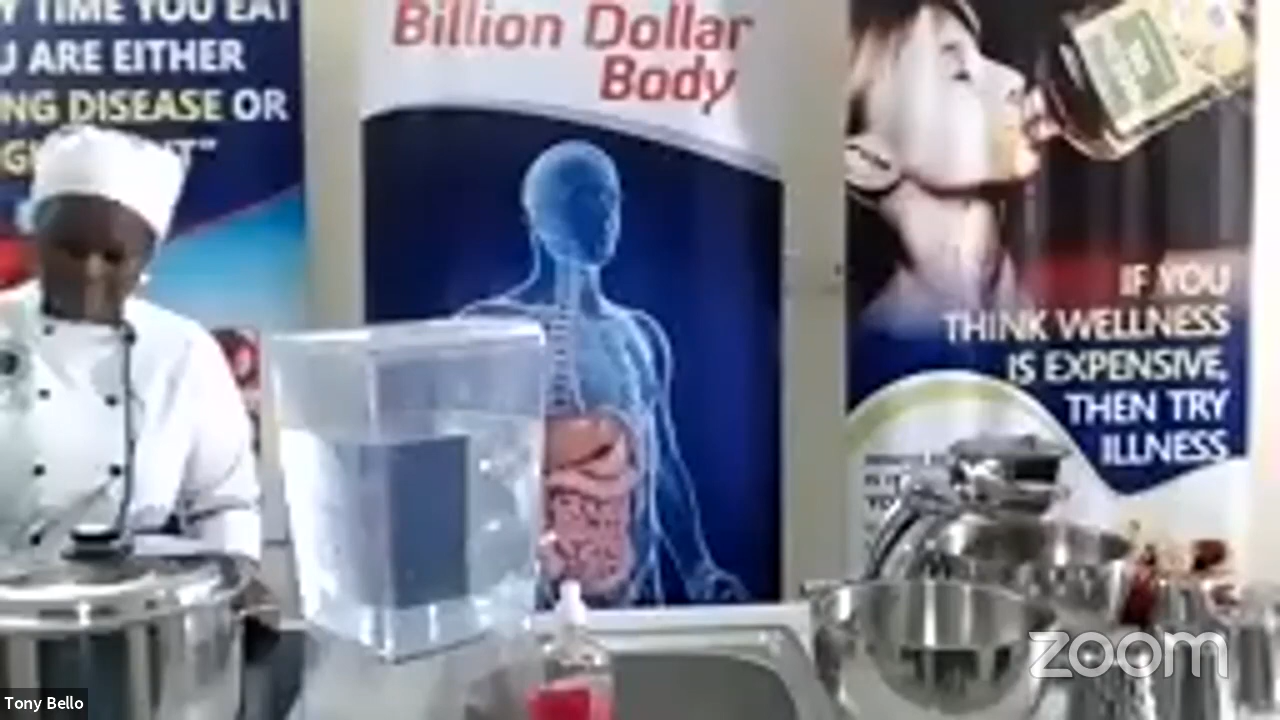 Y TIME YOU EAT
U ARE EITHER
NG DISEASE OR
Billion Dollar
Body
IF YOU
THINK WELLNESS
IS EXPENSIVE,
THEN TRY
ILLNESS
zoom
Tony Bello